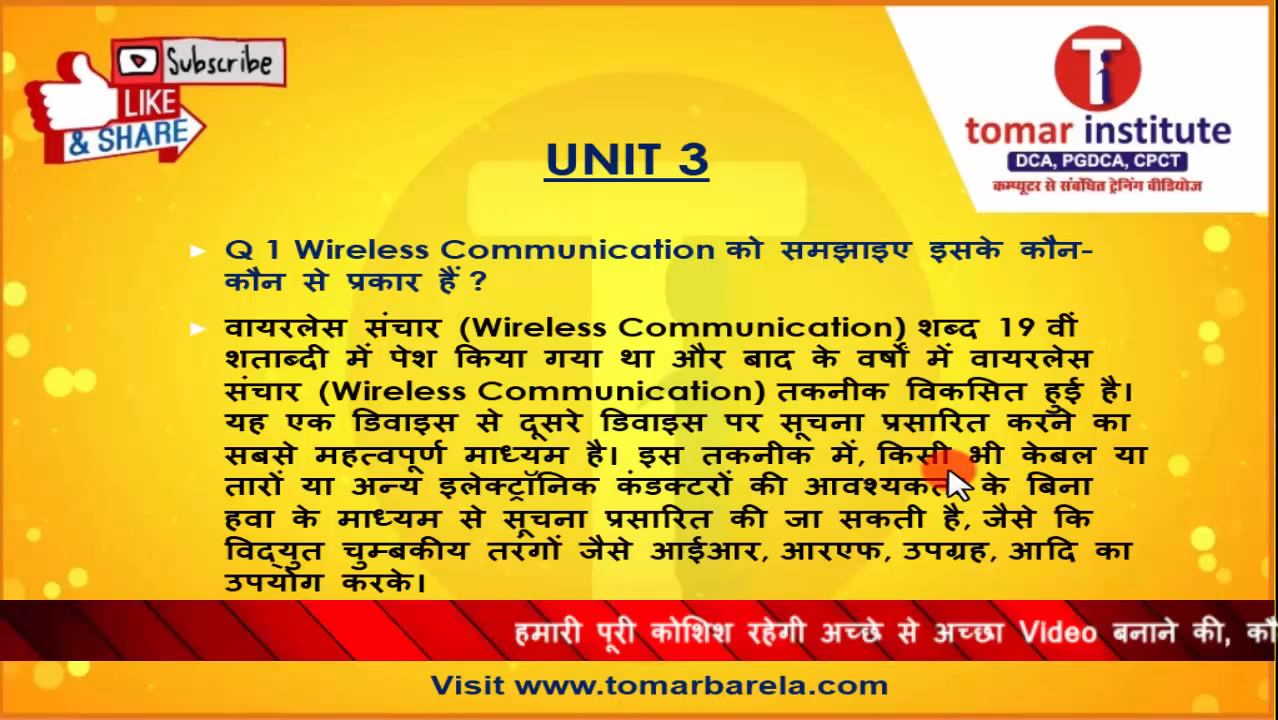 Subscribe
LIKE
& SHARE
tomar institute
DCA, PGDCA, CPCT
कम्प्यूटर से संबंधित ट्रेनिंग वीडियोज
UNIT 3
Q 1 Wireless Communication को समझाइए इसके कौन-
कौन से प्रकार हैं ?
वायरलेस संचार (Wireless Communication) शब्द 19 वीं
शताब्दी में पेश किया गया था और बाद के वर्षों में वायरलेस
संचार (Wireless Communication) तकनीक विकसित हुई है।
यह एक डिवाइस से दूसरे डिवाइस पर सूचना प्रसारित करने का
सबसे महत्वपूर्ण माध्यम है। इस तकनीक में, किसी भी केबल या
तारों या अन्य इलेक्ट्रॉनिक कंडक्टरों की आवश्यकता के बिना
हवा के माध्यम से सूचना प्रसारित की जा सकती है, जैसे कि
विद्युत चुम्बकीय तरंगों जैसे आईआर, आरएफ, उपग्रह, आदि का
उपयोग करके।
हमारी पूरी कोशिश रहेगी अच्छे से अच्छा Video बनाने की,
Visit www.tomarbarela.com